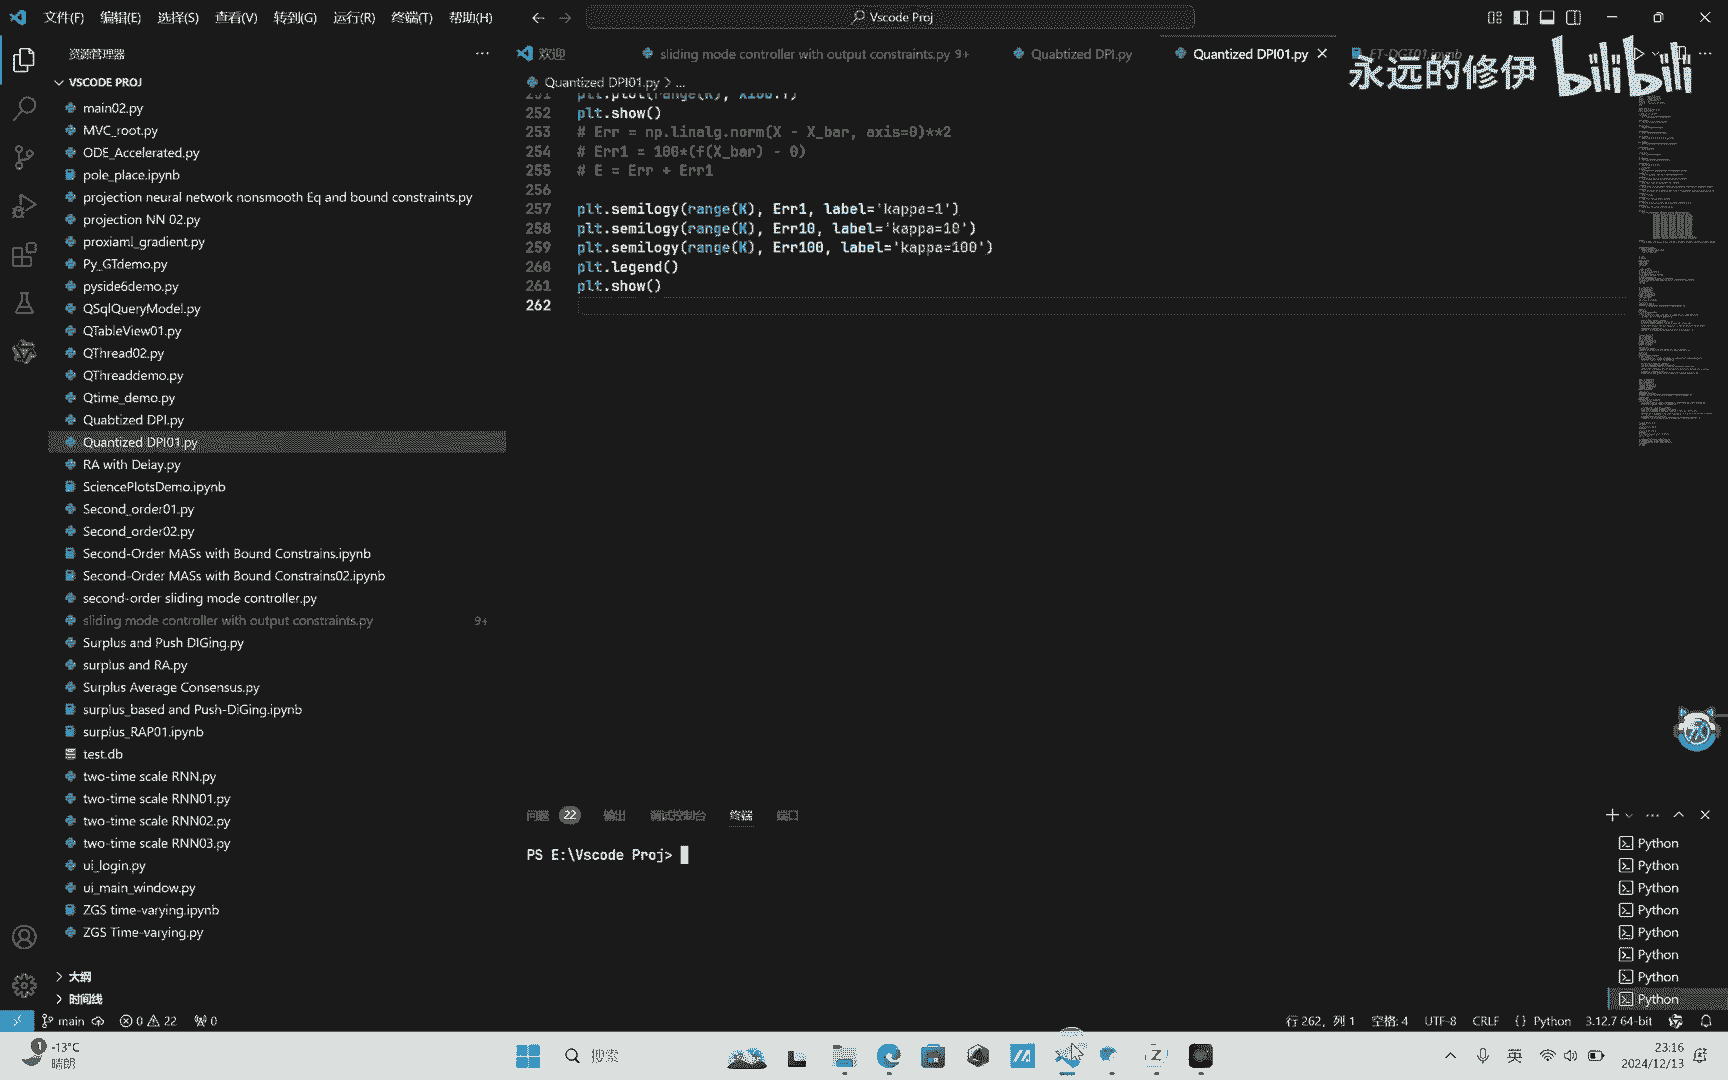 文件(F) 编辑(E) 选择(S) 查看(V) 转到(G) 运行(R) 终端(T) 帮助(H) Vscode Proj
资源管理器
欢迎 sliding mode controller with output constraints.py 9+ Quabtized DPI.py Quantized DPI01.py FT-DGT01.ipynb
永远的修伊 bilibili
VSCODE PROJ
Quantized DPI01.py > ...
main02.py
MVC_root.py
ODE_Accelerated.py
pole_place.ipynb
projection neural network nonsmooth Eq and bound constraints.py
projection NN 02.py
proxiaml_gradient.py
Py_GTdemo.py
pyside6demo.py
QSqlQueryModel.py
QTableView01.py
QThread02.py
QThreaddemo.py
Qtime_demo.py
Quabtized DPI.py
Quantized DPI01.py
RA with Delay.py
SciencePlotsDemo.ipynb
Second_order01.py
Second_order02.py
Second-Order MASs with Bound Constrains.ipynb
Second-Order MASs with Bound Constrains02.ipynb
second-order sliding mode controller.py
sliding mode controller with output constraints.py 9+
Surplus and Push DIGing.py
surplus and RA.py
Surplus Average Consensus.py
surplus_based and Push-DiGing.ipynb
surplus_RAP01.ipynb
test.db
two-time scale RNN.py
two-time scale RNN01.py
two-time scale RNN02.py
two-time scale RNN03.py
ui_login.py
ui_main_window.py
ZGS time-varying.ipynb
ZGS Time-varying.py
大纲
时间线
251 plt.plot(range(K), X100.T)
252 plt.show()
253 # Err = np.linalg.norm(X - X_bar, axis=0)**2
254 # Err1 = 100*(f(X_bar) - 0)
255 # E = Err + Err1
256
257 plt.semilogy(range(K), Err1, label='kappa=1')
258 plt.semilogy(range(K), Err10, label='kappa=10')
259 plt.semilogy(range(K), Err100, label='kappa=100')
260 plt.legend()
261 plt.show()
262
问题 22 输出 调试控制台 终端 端口
PS E:\Vscode Proj>
Python
Python
Python
Python
Python
Python
Python
Python
main 0 22 0 行 262，列 1 空格: 4 UTF-8 CRLF {} Python 3.12.7 64-bit
1 -13°C
晴朗
搜索
英
23:16
2024/12/13